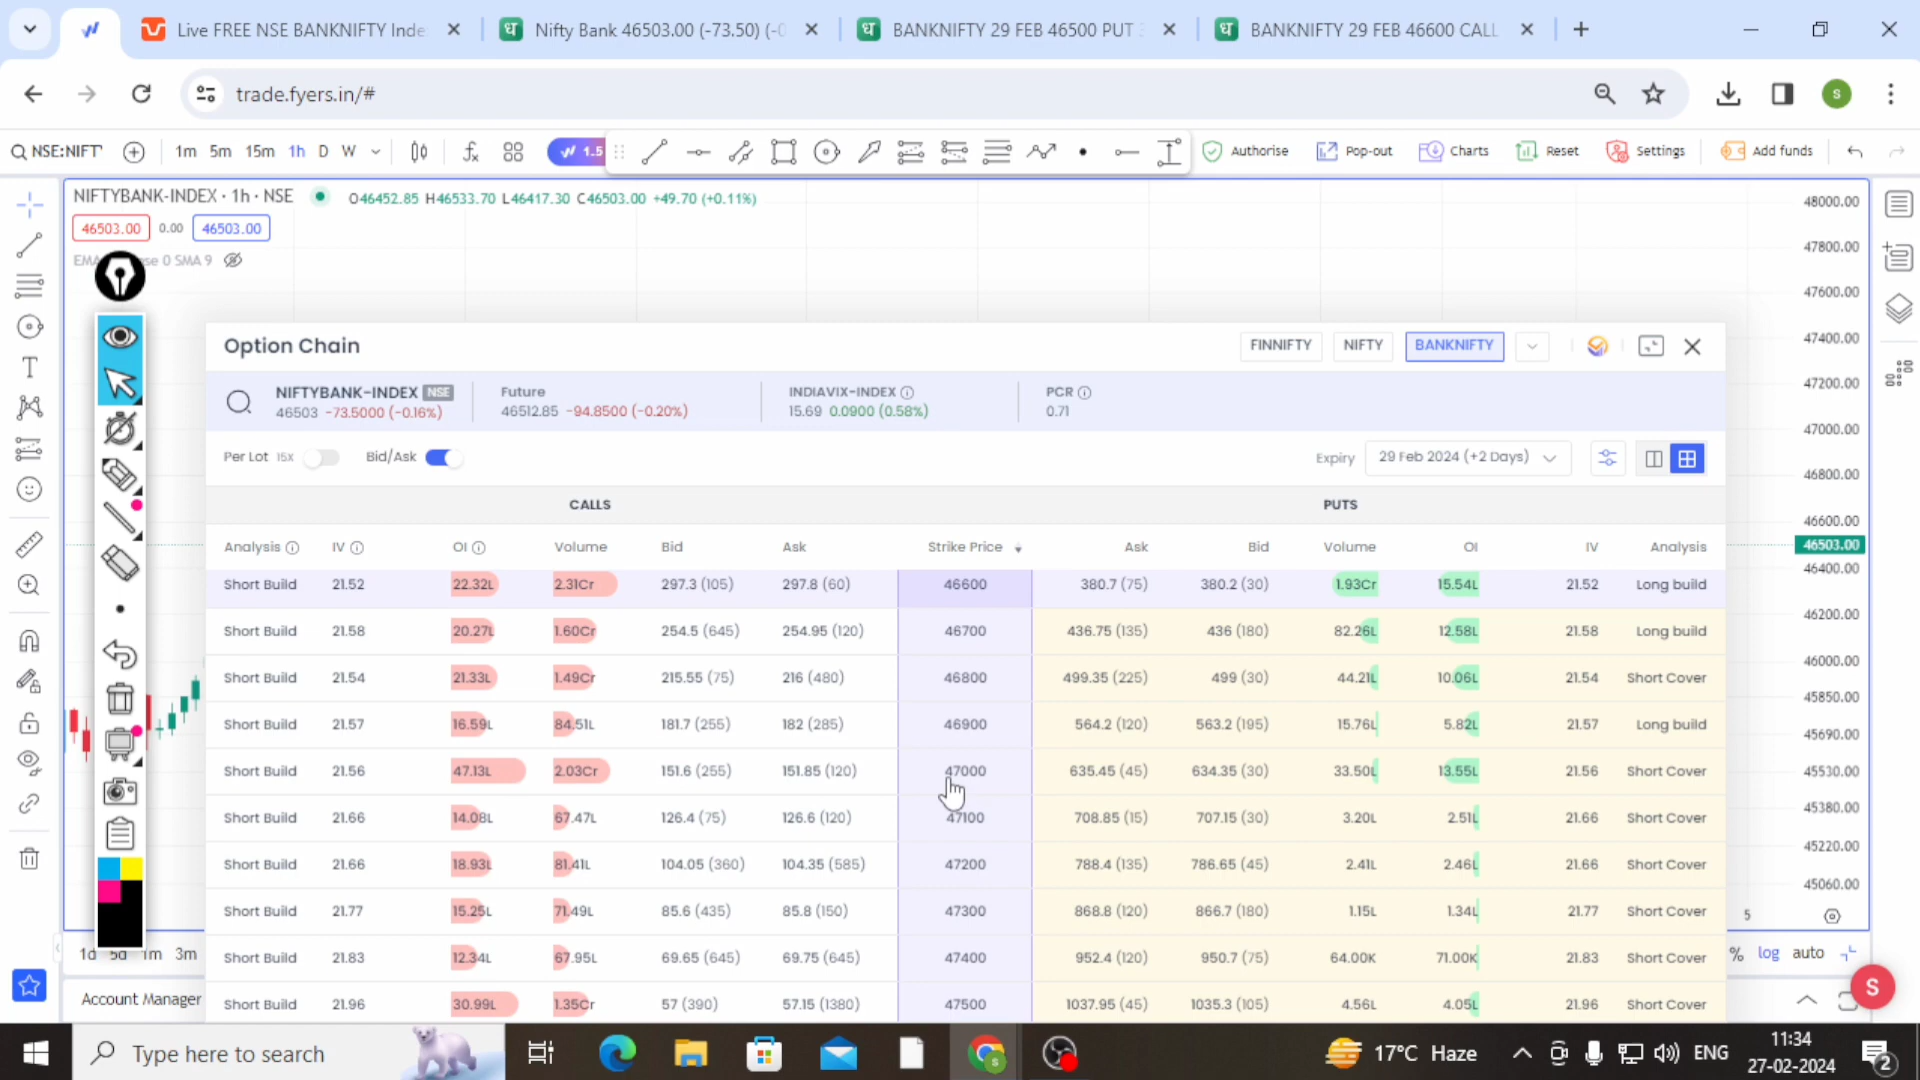 Live FREE NSE BANKNIFTY Inde
Nifty Bank 46503.00 (-73.50) (-0
BANKNIFTY 29 FEB 46500 PUT 3
BANKNIFTY 29 FEB 46600 CALL
trade.fyers.in/#
NSE:NIFTY 1m 5m 15m 1h D W 1.5 Authorise Pop-out Charts Reset Settings Add funds
NIFTYBANK-INDEX · 1h · NSE O46452.85 H46533.70 L46417.30 C46503.00 +49.70 (+0.11%)
46503.00 0.00 46503.00
EMA se 0 SMA 9
48000.00
47800.00
47600.00
47400.00
47200.00
47000.00
46800.00
46600.00
46503.00
46400.00
46200.00
46000.00
45850.00
45690.00
45530.00
45380.00
45220.00
45060.00
Option Chain FINNIFTY NIFTY BANKNIFTY
NIFTYBANK-INDEX NSE Future INDIAVIX-INDEX PCR
46503 -73.5000 (-0.16%) 46512.85 -94.8500 (-0.20%) 15.69 0.0900 (0.58%) 0.71
Per Lot 15X Bid/Ask Expiry 29 Feb 2024 (+2 Days)
CALLS PUTS
Analysis IV OI Volume Bid Ask Strike Price Ask Bid Volume OI IV Analysis
Short Build 21.52 22.32L 2.31Cr 297.3 (105) 297.8 (60) 46600 380.7 (75) 380.2 (30) 1.93Cr 15.54L 21.52 Long build
Short Build 21.58 20.27L 1.60Cr 254.5 (645) 254.95 (120) 46700 436.75 (135) 436 (180) 82.26L 12.58L 21.58 Long build
Short Build 21.54 21.33L 1.49Cr 215.55 (75) 216 (480) 46800 499.35 (225) 499 (30) 44.21L 10.06L 21.54 Short Cover
Short Build 21.57 16.59L 84.51L 181.7 (255) 182 (285) 46900 564.2 (120) 563.2 (195) 15.76L 5.82L 21.57 Long build
Short Build 21.56 47.13L 2.03Cr 151.6 (255) 151.85 (120) 47000 635.45 (45) 634.35 (30) 33.50L 13.55L 21.56 Short Cover
Short Build 21.66 14.08L 67.47L 126.4 (75) 126.6 (120) 47100 708.85 (15) 707.15 (30) 3.20L 2.51L 21.66 Short Cover
Short Build 21.66 18.93L 81.41L 104.05 (360) 104.35 (585) 47200 788.4 (135) 786.65 (45) 2.41L 2.46L 21.66 Short Cover
Short Build 21.77 15.25L 71.49L 85.6 (435) 85.8 (150) 47300 868.8 (120) 866.7 (180) 1.15L 1.34L 21.77 Short Cover
Short Build 21.83 12.34L 67.95L 69.65 (645) 69.75 (645) 47400 952.4 (120) 950.7 (75) 64.00K 71.00K 21.83 Short Cover
Short Build 21.96 30.99L 1.35Cr 57 (390) 57.15 (1380) 47500 1037.95 (45) 1035.3 (105) 4.56L 4.05L 21.96 Short Cover
5
1d 5d 1m 3m % log auto
Account Manager S
Type here to search 17°C Haze ENG 11:34
27-02-2024 2